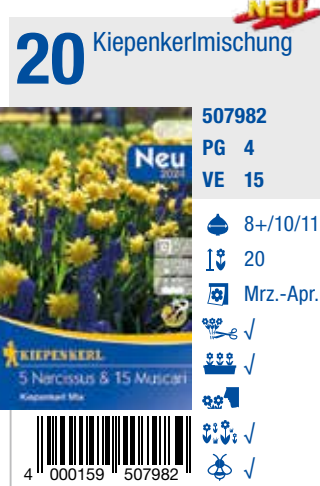 NEU
20 Kiepenkerlmischung
507982
PG 4
VE 15
8+/10/11
20
Mrz.-Apr.
√
√
√
√
Neu
2024
KIEPENKERL
5 Narcissus & 15 Muscari
Kiepenkerl Mix
4 000159 507982